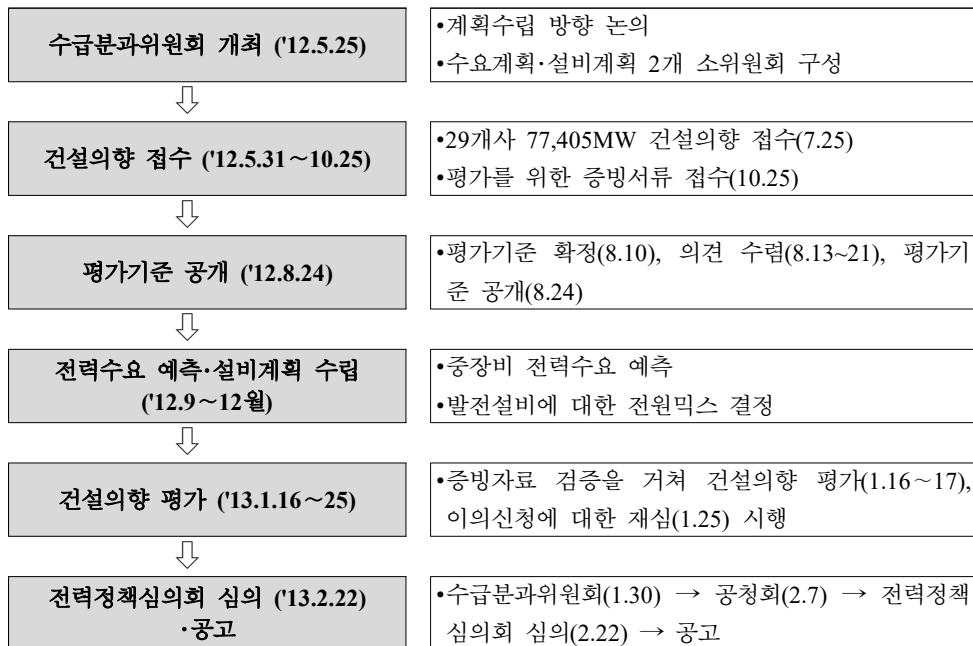 수급분과위원회 개최 ('12.5.25)
•계획수립 방향 논의
•수요계획·설비계획 2개 소위원회 구성
건설의향 접수 ('12.5.31～10.25)
•29개사 77,405MW 건설의향 접수(7.25)
•평가를 위한 증빙서류 접수(10.25)
평가기준 공개 ('12.8.24)
•평가기준 확정(8.10), 의견 수렴(8.13~21), 평가기
준 공개(8.24)
전력수요 예측·설비계획 수립
('12.9～12월)
•중장비 전력수요 예측
•발전설비에 대한 전원믹스 결정
건설의향 평가 ('13.1.16～25)
•증빙자료 검증을 거쳐 건설의향 평가(1.16～17),
이의신청에 대한 재심(1.25) 시행
전력정책심의회 심의 ('13.2.22)
·공고
•수급분과위원회(1.30) → 공청회(2.7) → 전력정책
심의회 심의(2.22) → 공고